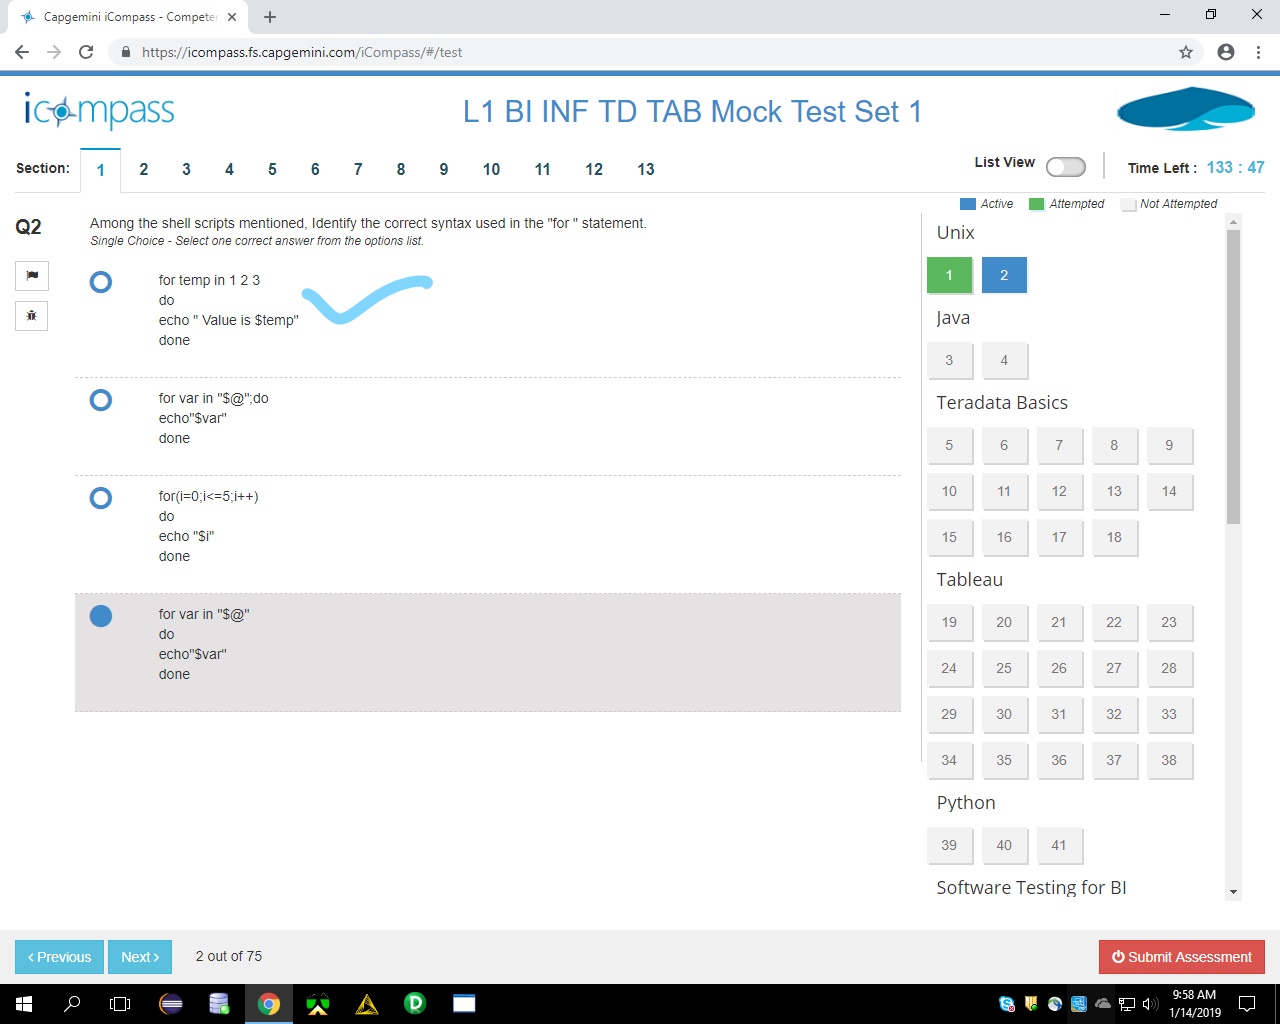 Capgemini iCompass - Competen
https://icompass.fs.capgemini.com/iCompass/#/test
icompass
L1 BI INF TD TAB Mock Test Set 1
Section: 1 2 3 4 5 6 7 8 9 10 11 12 13
List View
Time Left : 133 : 47
Active Attempted Not Attempted
Q2
Among the shell scripts mentioned, Identify the correct syntax used in the "for " statement.
Single Choice - Select one correct answer from the options list.
for temp in 1 2 3
do
echo " Value is $temp"
done
for var in "$@";do
echo"$var"
done
for(i=0;i<=5;i++)
do
echo "$i"
done
for var in "$@"
do
echo"$var"
done
Unix
1 2
Java
3 4
Teradata Basics
5 6 7 8 9
10 11 12 13 14
15 16 17 18
Tableau
19 20 21 22 23
24 25 26 27 28
29 30 31 32 33
34 35 36 37 38
Python
39 40 41
Software Testing for BI
< Previous
Next >
2 out of 75
Submit Assessment
9:58 AM
1/14/2019